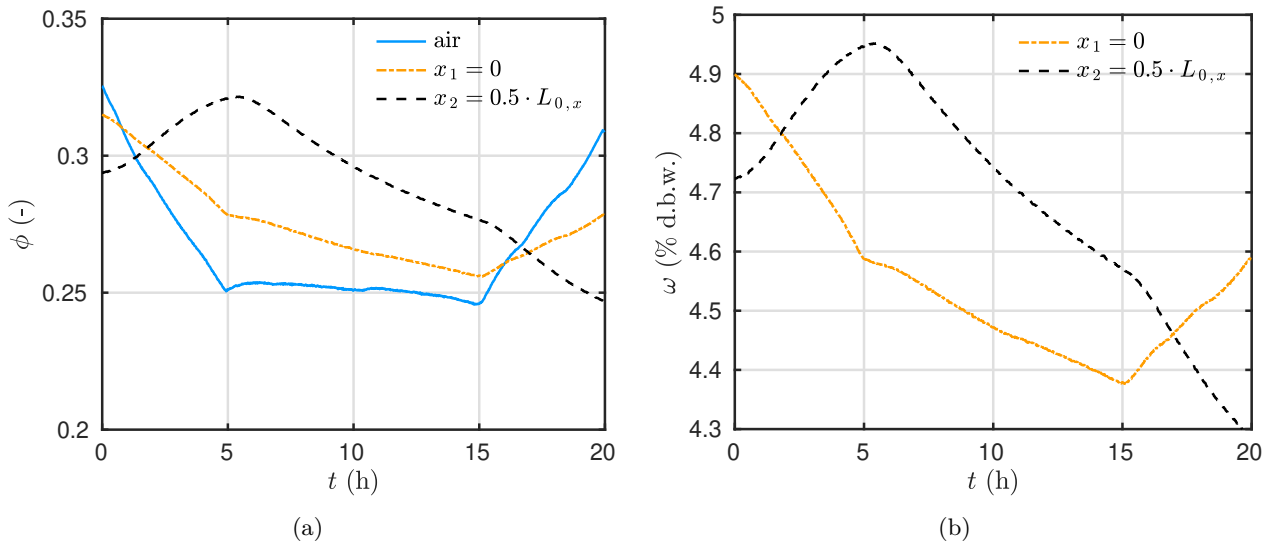 0.35
0.3
0.25
0.2
ϕ (-)
air
x₁ = 0
x₂ = 0.5 · L₀,ₓ
0 5 10 15 20
t (h)
(a)
5
4.9
4.8
4.7
4.6
4.5
4.4
4.3
ω (% d.b.w.)
x₁ = 0
x₂ = 0.5 · L₀,ₓ
0 5 10 15 20
t (h)
(b)